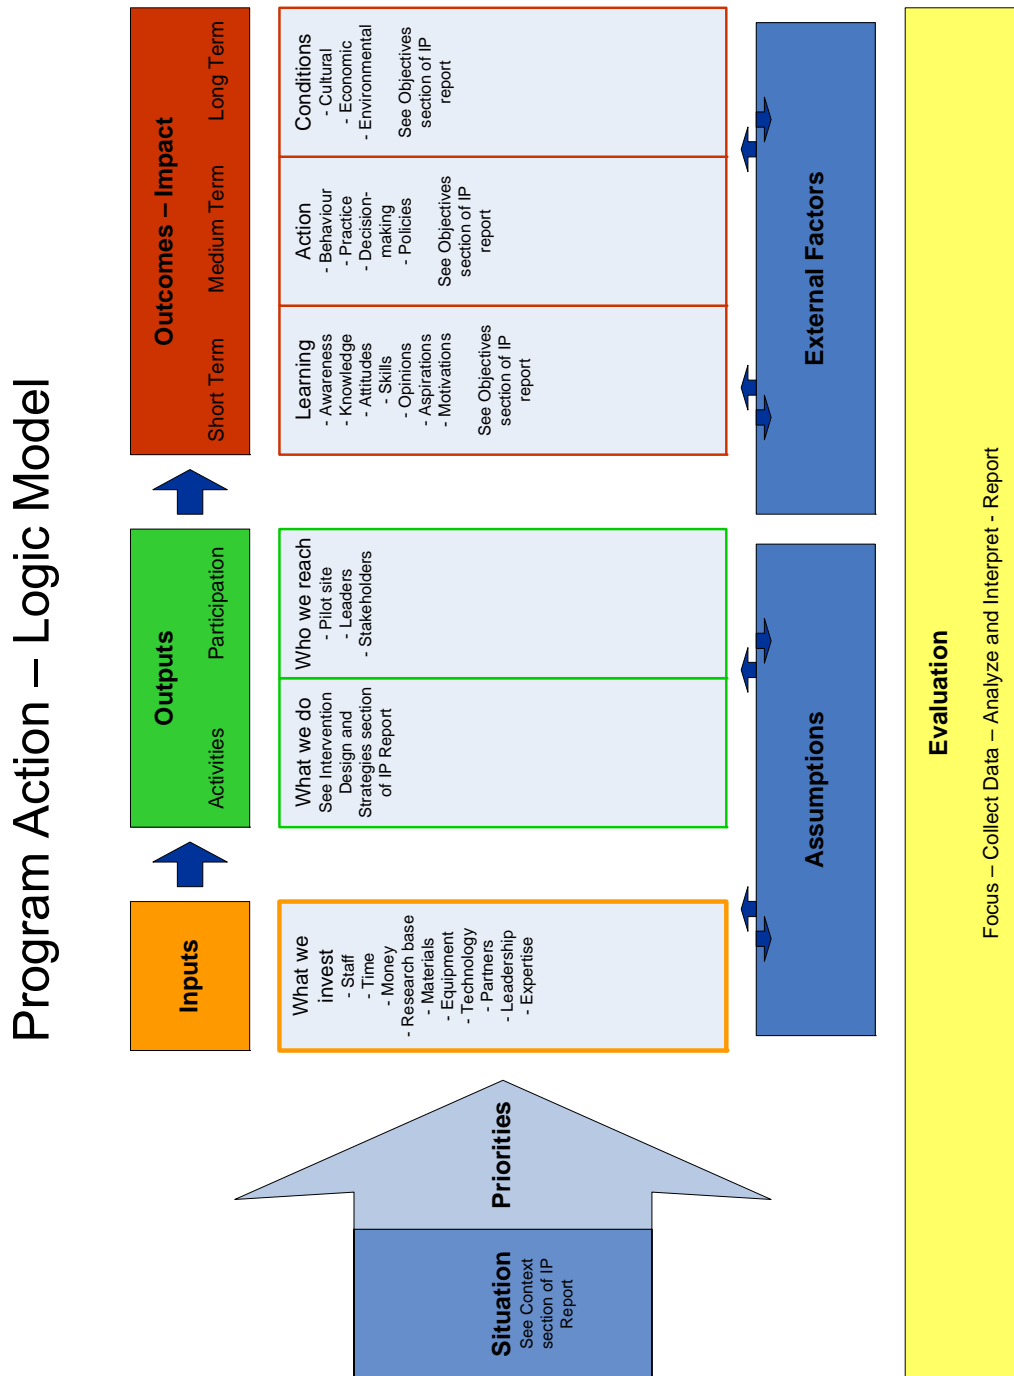 Program Action – Logic Model
Situation
See Context
section of IP
Report
Priorities
Inputs
What we
invest
- Staff
- Time
- Money
- Research base
- Materials
- Equipment
- Technology
- Partners
- Leadership
- Expertise
Outputs
Activities Participation
What we do
See Intervention
Design and
Strategies section
of IP Report
Who we reach
- Pilot site
- Leaders
- Stakeholders
Outcomes – Impact
Short Term Medium Term Long Term
Learning
- Awareness
- Knowledge
- Attitudes
- Skills
- Opinions
- Aspirations
- Motivations
See Objectives
section of IP
report
Action
- Behaviour
- Practice
- Decision-
making
- Policies
See Objectives
section of IP
report
Conditions
- Cultural
- Economic
- Environmental
See Objectives
section of IP
report
Assumptions
External Factors
Evaluation
Focus – Collect Data – Analyze and Interpret - Report